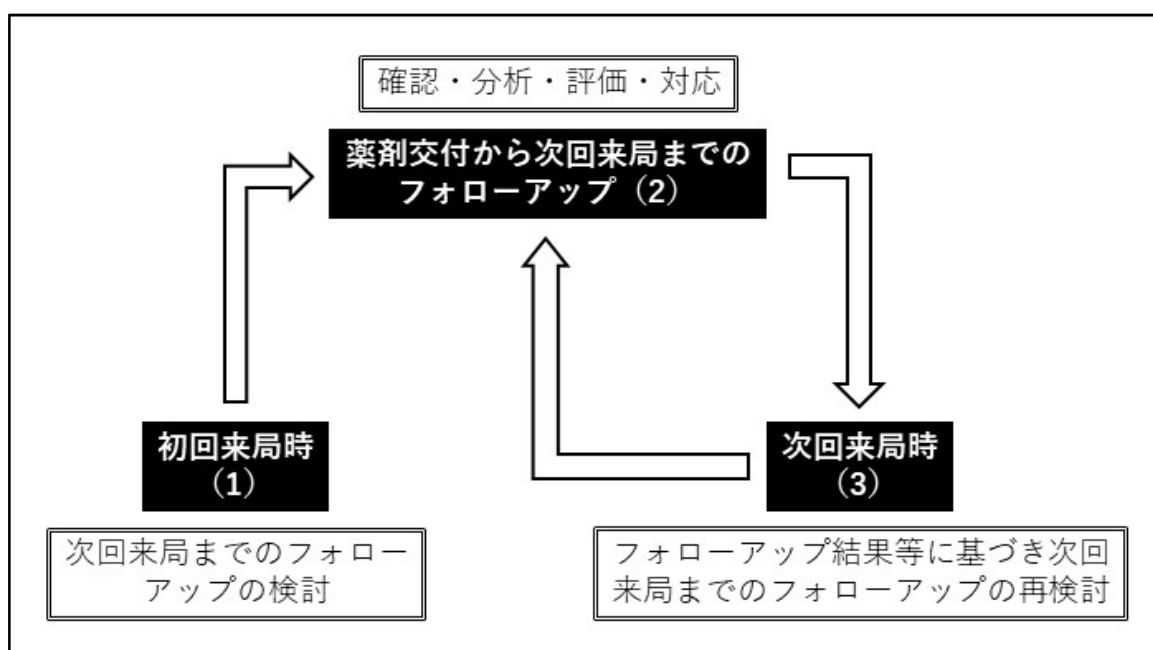 確認・分析・評価・対応
薬剤交付から次回来局までの
フォローアップ（2）
初回来局時
（1）
次回来局までのフォロー
アップの検討
次回来局時
（3）
フォローアップ結果等に基づき次回
来局までのフォローアップの再検討